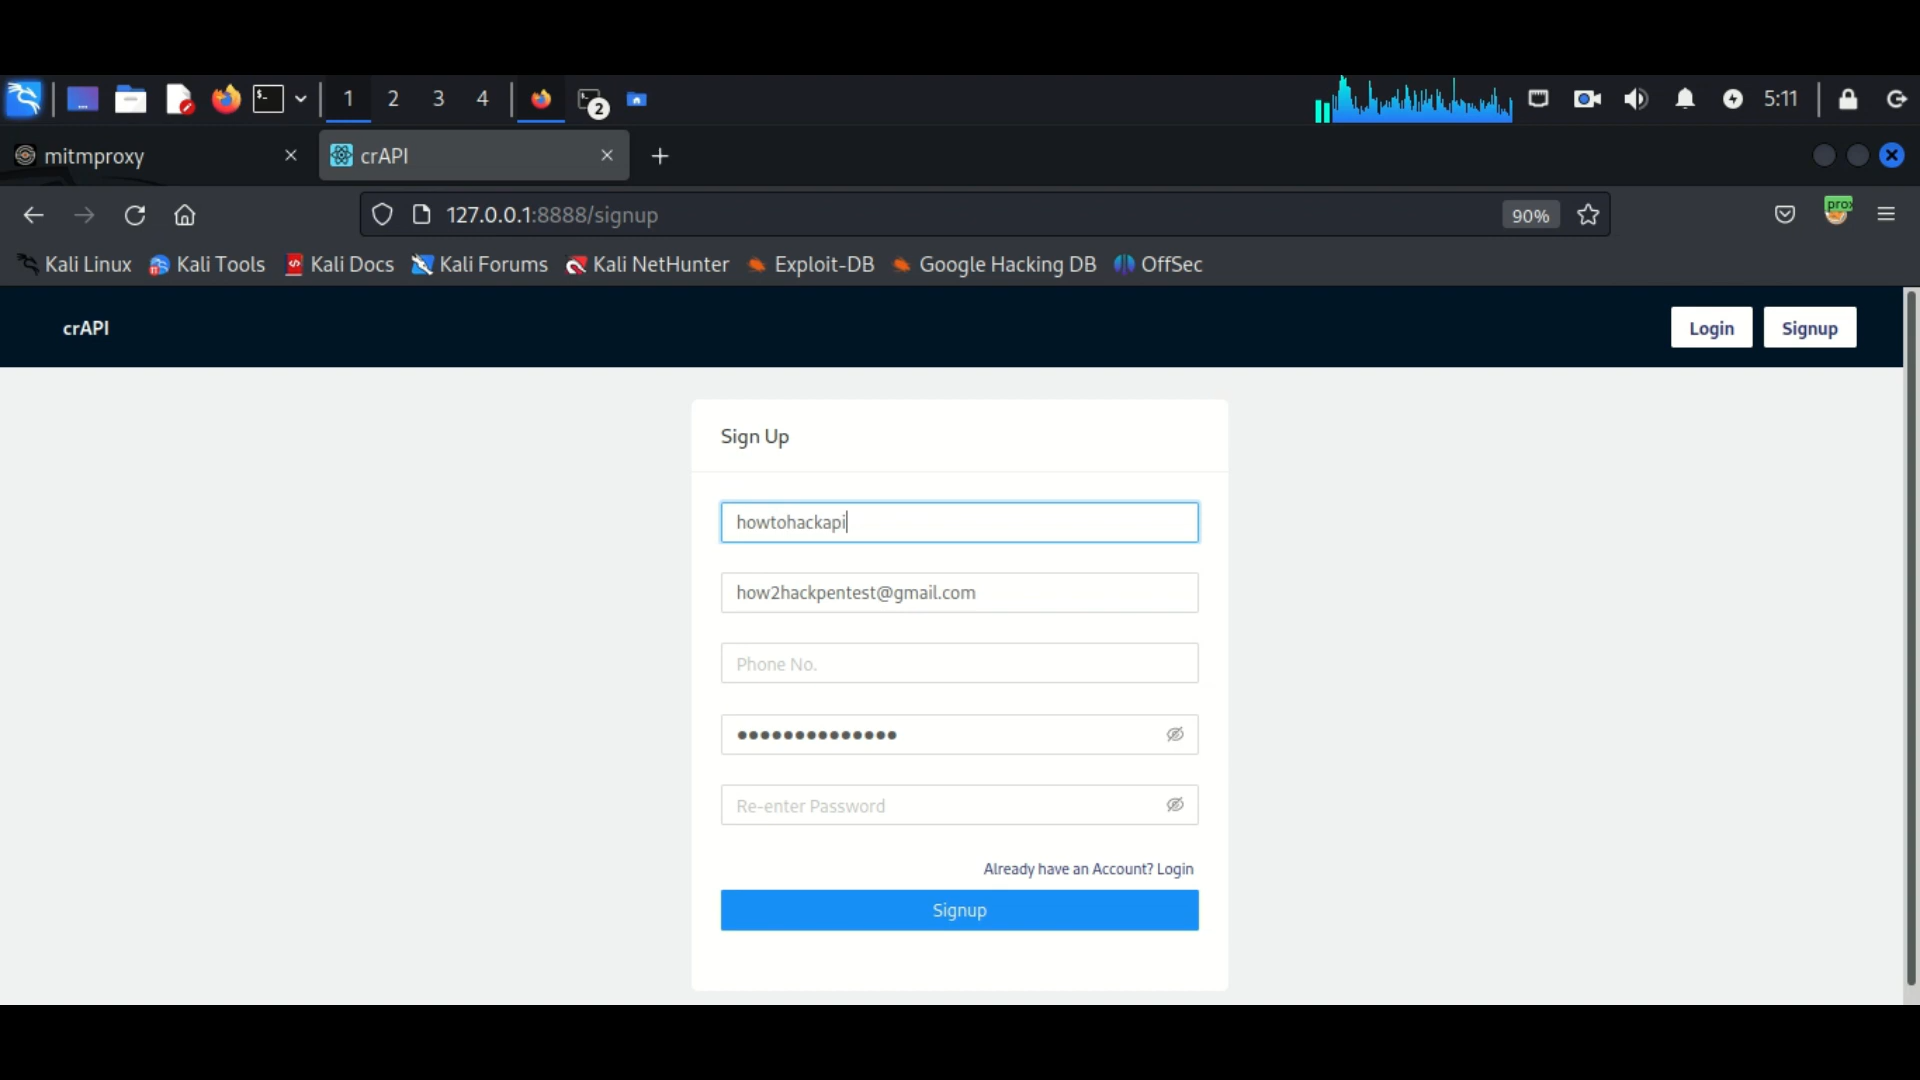 1 2 3 4 2 5:11
mitmproxy crAPI
127.0.0.1:8888/signup 90%
Kali Linux Kali Tools Kali Docs Kali Forums Kali NetHunter Exploit-DB Google Hacking DB OffSec
crAPI Login Signup
Sign Up
howtohackapi
how2hackpentest@gmail.com
Phone No.
Re-enter Password
Already have an Account? Login
Signup